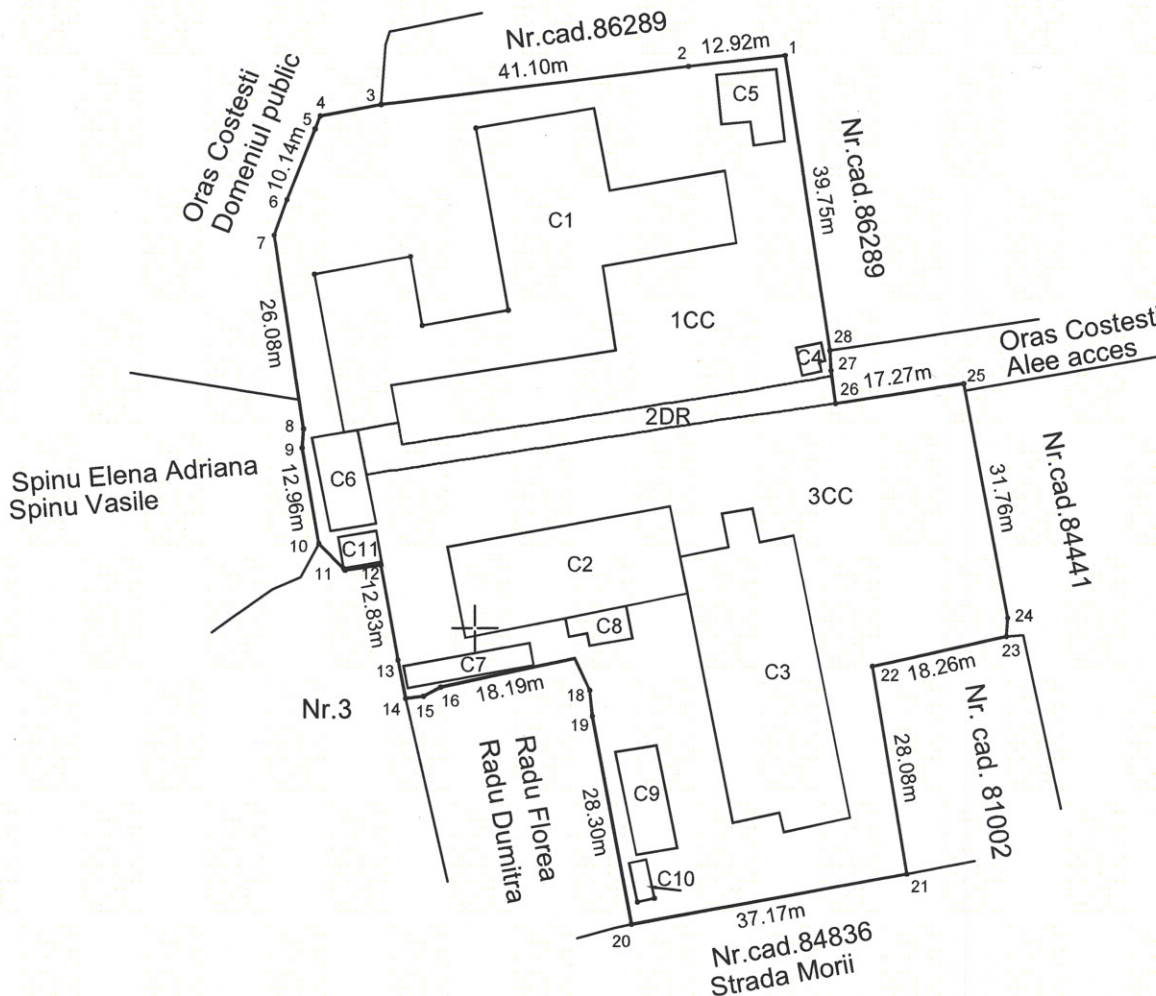 Nr.cad.86289
12.92m
1
2
41.10m
3
4
5
Oras Costesti
Domeniul public
10.14m
6
7
C5
Nr.cad.86289
39.75m
C1
26.08m
1CC
28
C4
27
Oras Costesti
Alee acces
17.27m
25
26
2DR
8
9
Spinu Elena Adriana
Spinu Vasile
12.96m
C6
3CC
Nr.cad.84441
31.76m
10
C11
11
12
12.83m
C2
C8
24
23
C7
13
14
15
16
18.19m
18
19
C3
22
18.26m
Nr.3
Radu Florea
Radu Dumitra
28.30m
C9
28.08m
Nr. cad. 81002
C10
21
20
37.17m
Nr.cad.84836
Strada Morii